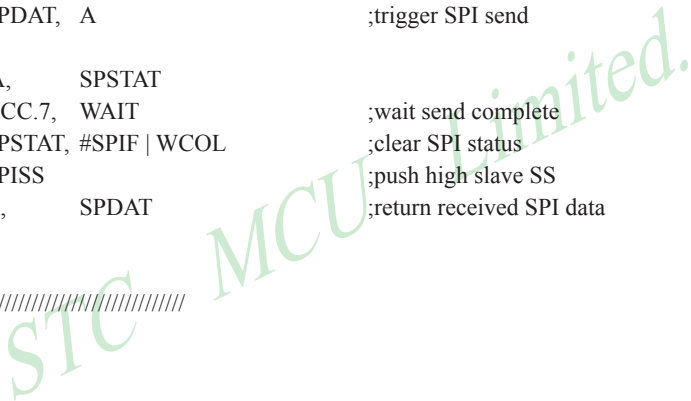 PDAT, A ;trigger SPI send
A, SPSTAT
CC.7, WAIT ;wait send complete
PSTAT, #SPIF | WCOL ;clear SPI status
PISS ;push high slave SS
, SPDAT ;return received SPI data
///////////////////////////
STC MCU Limited.